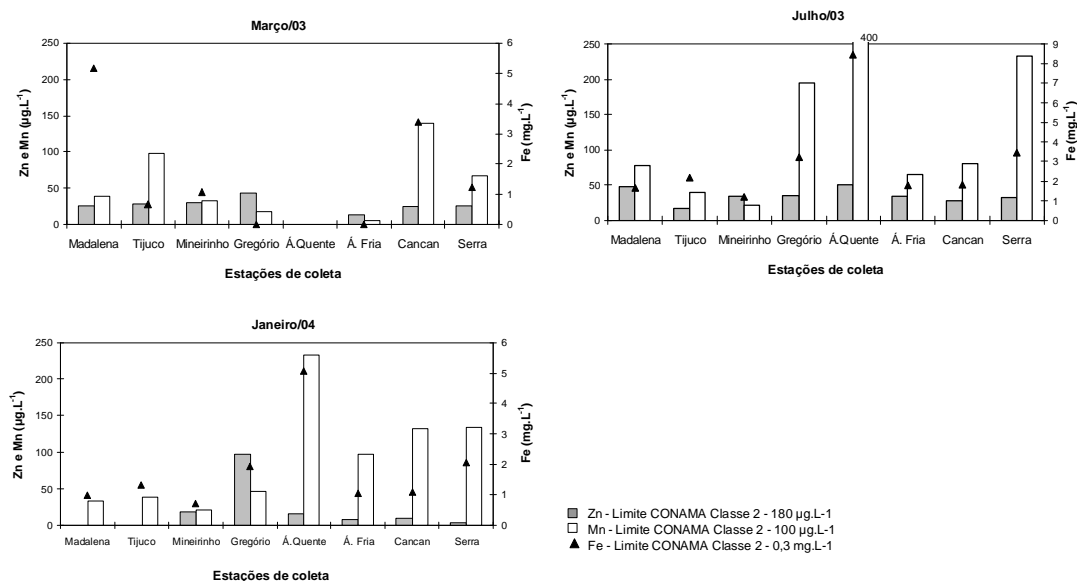 Março/03
250
200
150
100
50
0
Zn e Mn (µg.L⁻¹)
6
5
4
3
2
1
0
Fe (mg.L⁻¹)
Madalena Tijuco Mineirinho Gregório Á.Quente Á. Fria Cancan Serra
Estações de coleta
Julho/03
400
250
200
150
100
50
0
Zn e Mn (µg.L⁻¹)
9
8
7
6
5
4
3
2
1
0
Fe (mg.L⁻¹)
Madalena Tijuco Mineirinho Gregório Á.Quente Á. Fria Cancan Serra
Estações de coleta
Janeiro/04
250
200
150
100
50
0
Zn e Mn (µg.L⁻¹)
6
5
4
3
2
1
0
Fe (mg.L⁻¹)
Madalena Tijuco Mineirinho Gregório Á.Quente Á. Fria Cancan Serra
Estações de coleta
Zn - Limite CONAMA Classe 2 - 180 µg.L-1
Mn - Limite CONAMA Classe 2 - 100 µg.L-1
Fe - Limite CONAMA Classe 2 - 0,3 mg.L-1